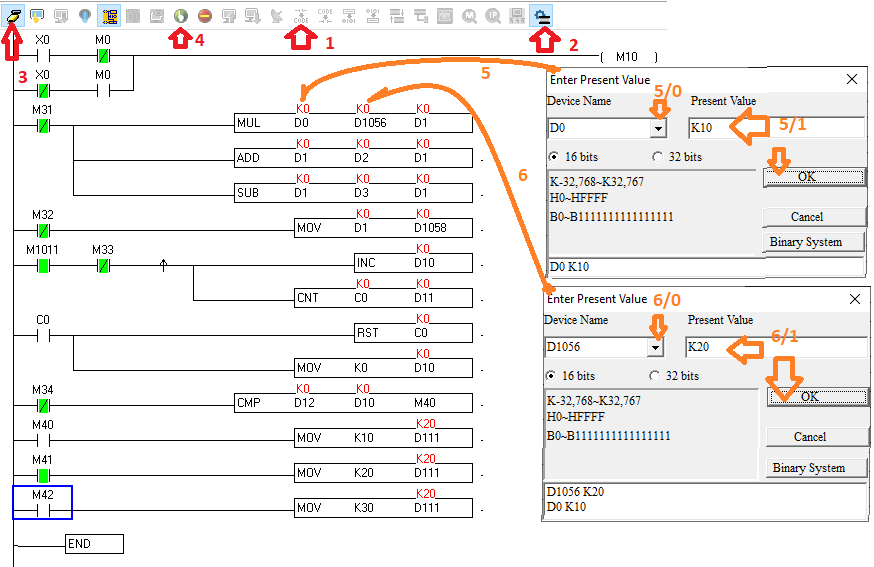 CODE
CODE
3
4
1
2
X0 M0
M10
X0 M0
M31
K0 K0 K0
MUL D0 D1056 D1
K0 K0 K0
ADD D1 D2 D1
K0 K0 K0
SUB D1 D3 D1
M32
K0 K0
MOV D1 D1058
M1011 M33
K0
INC D10
K0 K0
CNT C0 D11
C0
K0
RST C0
K0
MOV K0 D10
M34
K0 K0
CMP D12 D10 M40
M40
K20
MOV K10 D111
M41
K20
MOV K20 D111
M42
K20
MOV K30 D111
END
5
6
Enter Present Value
Device Name Present Value
5/0
D0 K10
5/1
16 bits 32 bits
K-32,768~K32,767
H0~HFFFF
B0~B1111111111111111
OK
Cancel
Binary System
D0 K10
Enter Present Value
6/0
Device Name Present Value
D1056 K20
6/1
16 bits 32 bits
K-32,768~K32,767
H0~HFFFF
B0~B1111111111111111
OK
Cancel
Binary System
D1056 K20
D0 K10